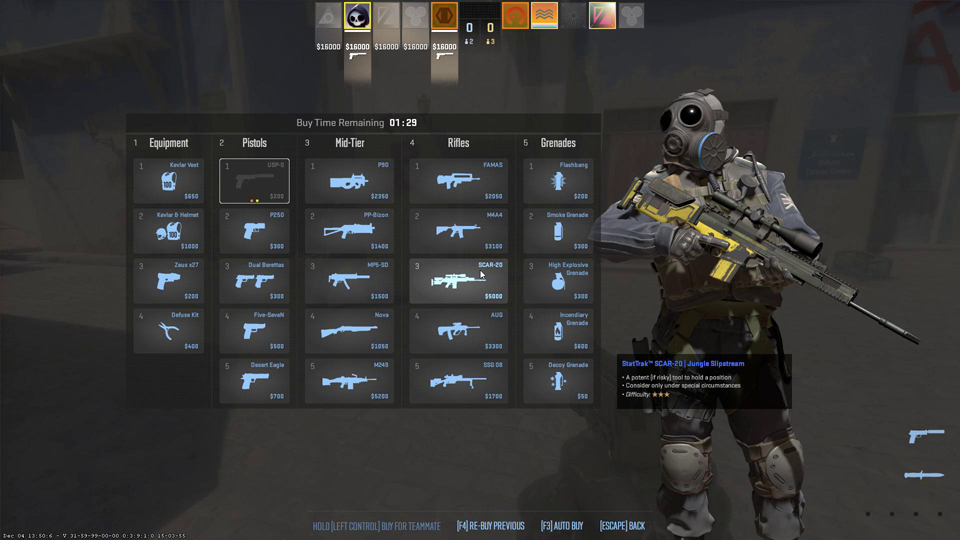 $16000 $16000 $16000 $16000 $16000
0 0
2 3
Buy Time Remaining 01:29
1 Equipment 2 Pistols 3 Mid-Tier 4 Rifles 5 Grenades
1 Kevlar Vest 100 $650
1 USP-S $200
1 P90 $2350
1 FAMAS $2050
1 Flashbang $200
2 Kevlar & Helmet 100 $1000
2 P250 $300
2 PP-Bizon $1400
2 M4A4 $3100
2 Smoke Grenade $300
3 Zeus x27 $200
3 Dual Berettas $300
3 MP5-SD $1500
3 SCAR-20 $5000
3 High Explosive Grenade $300
4 Defuse Kit $400
4 Five-SeveN $500
4 Nova $1050
4 AUG $3300
4 Incendiary Grenade $600
5 Desert Eagle $700
5 M249 $5200
5 SSG 08 $1700
5 Decoy Grenade $50
StatTrak™ SCAR-20 | Jungle Slipstream
• A potent (if risky) tool to hold a position
• Consider only under special circumstances
• Difficulty: ★★★
HOLD [LEFT CONTROL] BUY FOR TEAMMATE [F4] RE-BUY PREVIOUS [F3] AUTO BUY [ESCAPE] BACK